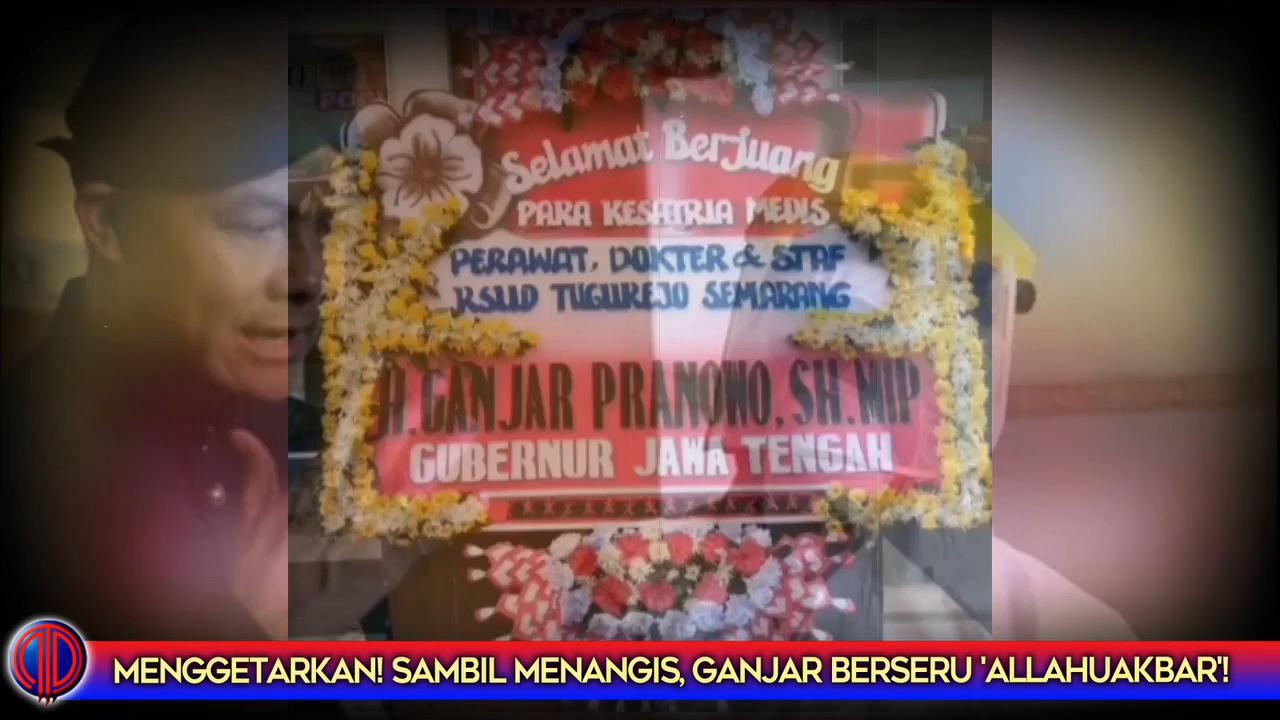 Selamat Berjuang
PARA KESATRIA MEDIS
PERAWAT, DOKTER & STAF
RSUD TUGUREJO SEMARANG
H. GANJAR PRANOWO, SH. MIP
GUBERNUR JAWA TENGAH
MENGGETARKAN! SAMBIL MENANGIS, GANJAR BERSERU 'ALLAHUAKBAR'!